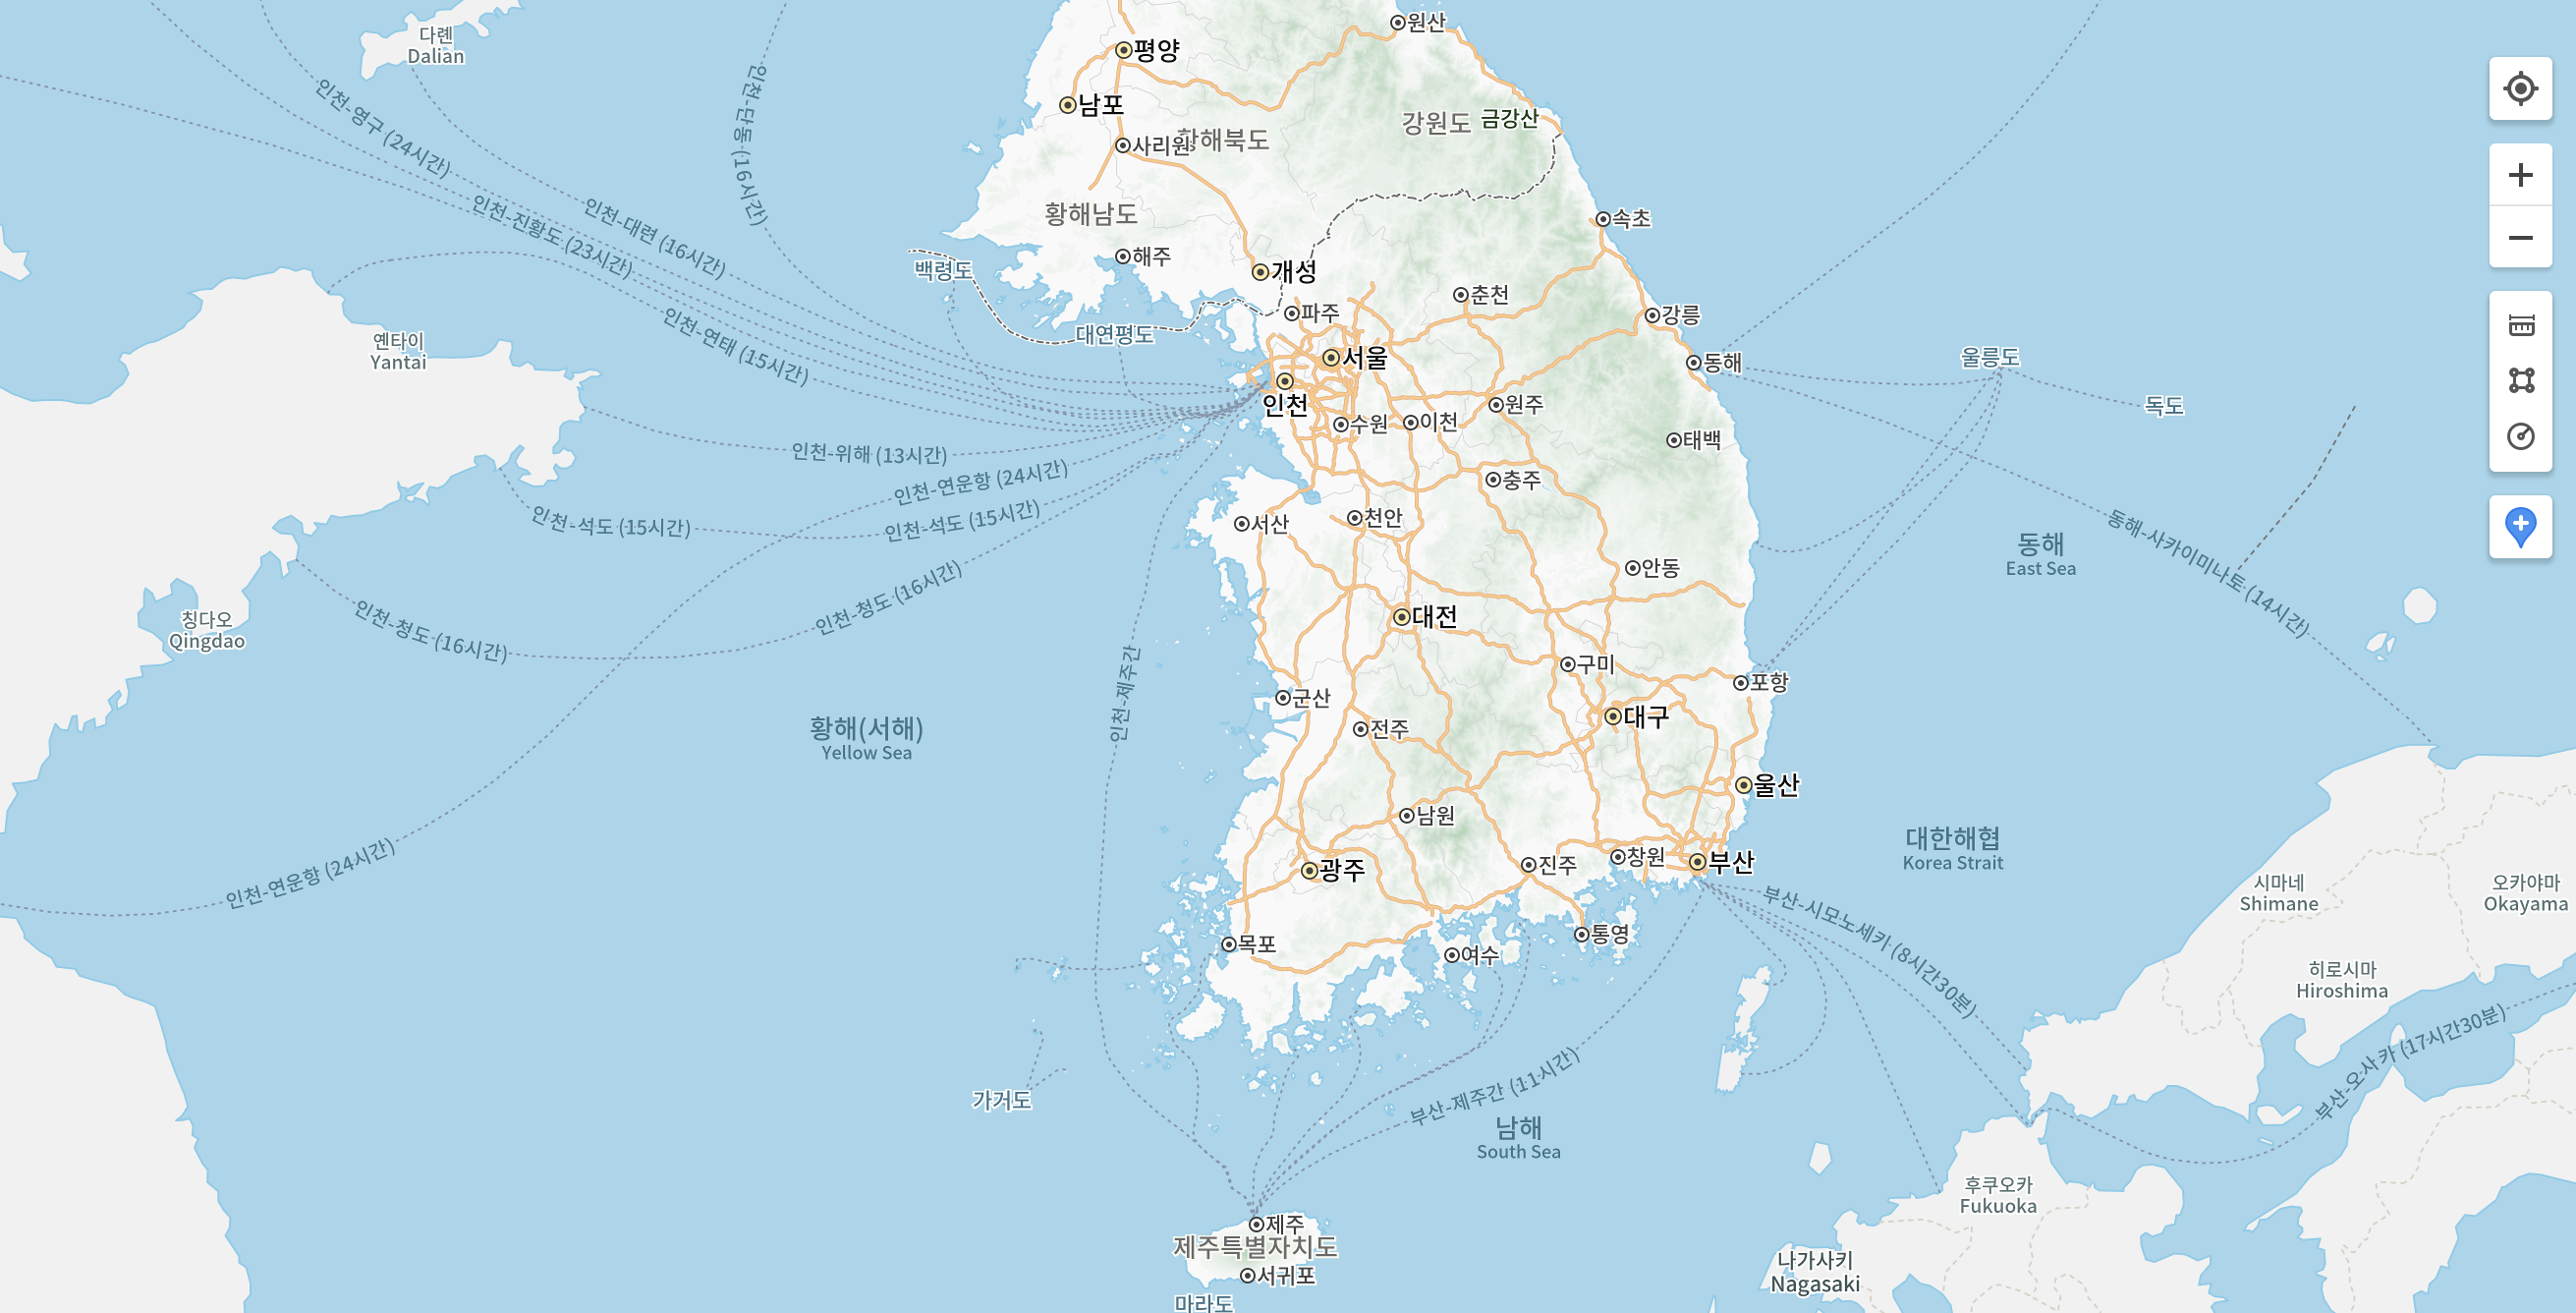 원산
다롄
Dalian
평양
남포
강원도
금강산
인천-영구 (24시간)
인천-단동 (16시간)
사리원
황해북도
인천-진황도 (23시간)
인천-대련 (16시간)
황해남도
속초
해주
백령도
개성
춘천
파주
강릉
대연평도
인천-연태 (15시간)
옌타이
Yantai
서울
동해
울릉도
인천
원주
독도
수원
이천
태백
인천-위해 (13시간)
인천-연운항 (24시간)
충주
인천-석도 (15시간)
인천-석도 (15시간)
서산
천안
동해-사카이미나토 (14시간)
동해
East Sea
안동
인천-청도 (16시간)
인천-청도 (16시간)
칭다오
Qingdao
대전
구미
포항
인천-제주간
군산
대구
황해(서해)
Yellow Sea
전주
울산
남원
대한해협
Korea Strait
인천-연운항 (24시간)
광주
진주
창원
부산
부산-시모노세키 (8시간30분)
시마네
Shimane
오카야마
Okayama
목포
여수
통영
히로시마
Hiroshima
부산-오사카 (17시간30분)
가거도
부산-제주간 (11시간)
남해
South Sea
후쿠오카
Fukuoka
제주
제주특별자치도
서귀포
나가사키
Nagasaki
마라도